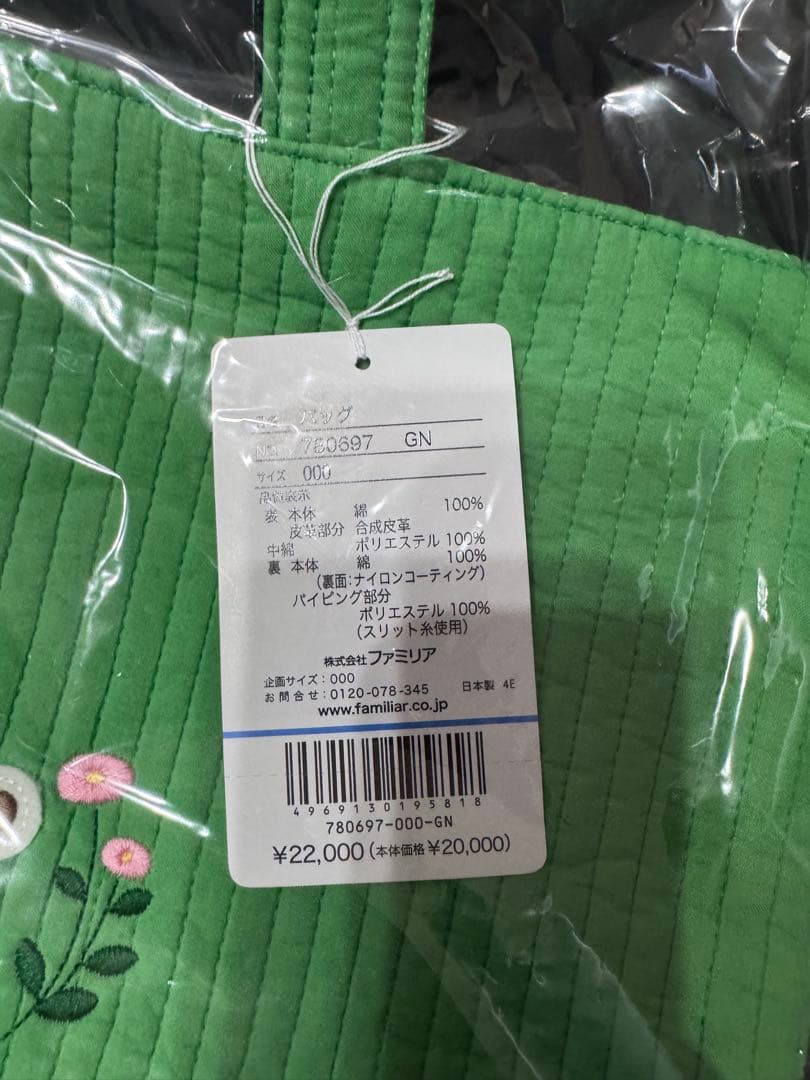 品名 バッグ
No. 780697 GN
サイズ 000
品質表示
表 本体 綿 100%
皮革部分 合成皮革
中綿 ポリエステル 100%
裏 本体 綿 100%
(裏面:ナイロンコーティング)
パイピング部分
ポリエステル 100%
(スリット糸使用)
株式会社ファミリア
企画サイズ:000
お問合せ:0120-078-345 日本製 4E
www.familiar.co.jp
4969130195818
780697-000-GN
¥22,000(本体価格¥20,000)